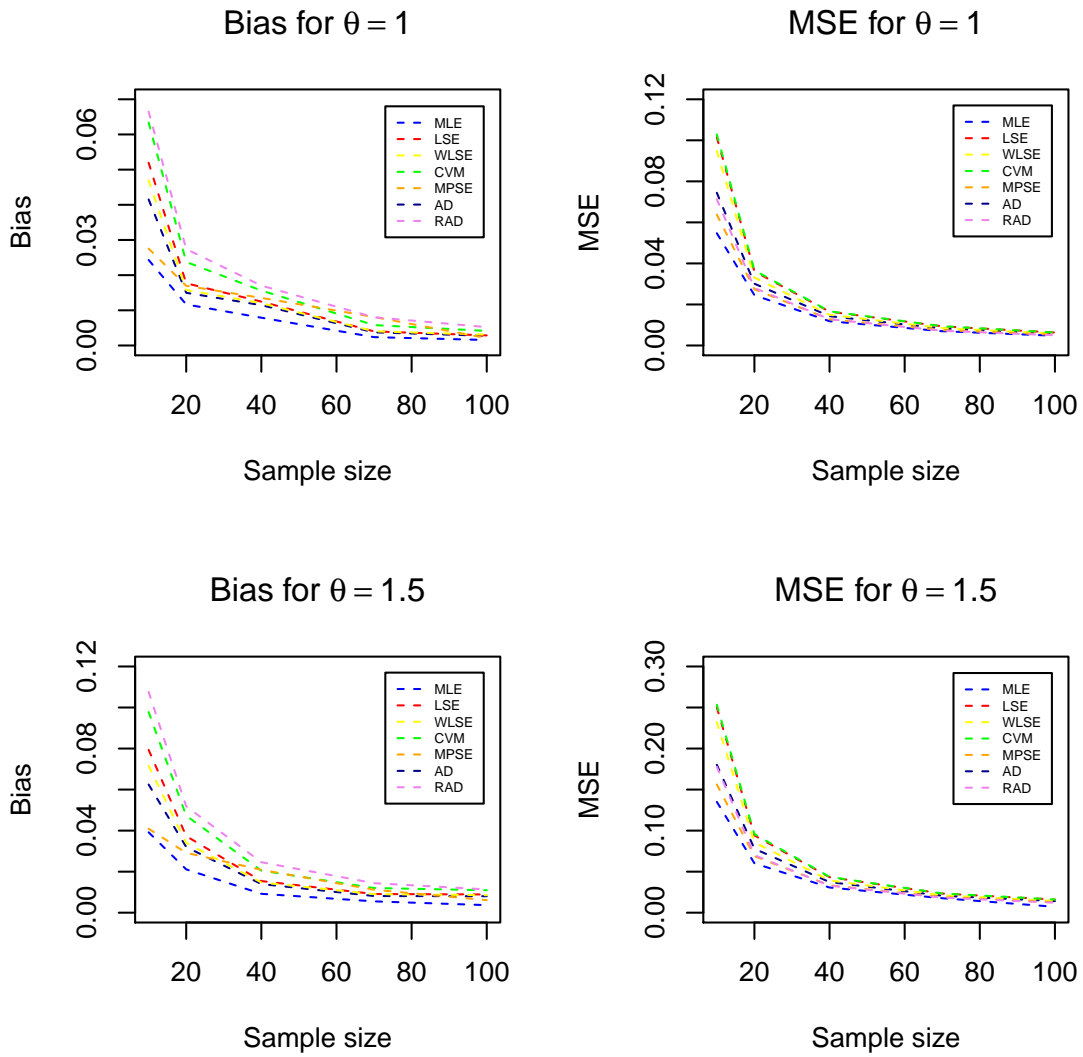 Bias for θ = 1
Bias
0.00
0.03
0.06
20
40
60
80
100
Sample size
MLE
LSE
WLSE
CVM
MPSE
AD
RAD
MSE for θ = 1
MSE
0.00
0.04
0.08
0.12
20
40
60
80
100
Sample size
MLE
LSE
WLSE
CVM
MPSE
AD
RAD
Bias for θ = 1.5
Bias
0.00
0.04
0.08
0.12
20
40
60
80
100
Sample size
MLE
LSE
WLSE
CVM
MPSE
AD
RAD
MSE for θ = 1.5
MSE
0.00
0.10
0.20
0.30
20
40
60
80
100
Sample size
MLE
LSE
WLSE
CVM
MPSE
AD
RAD